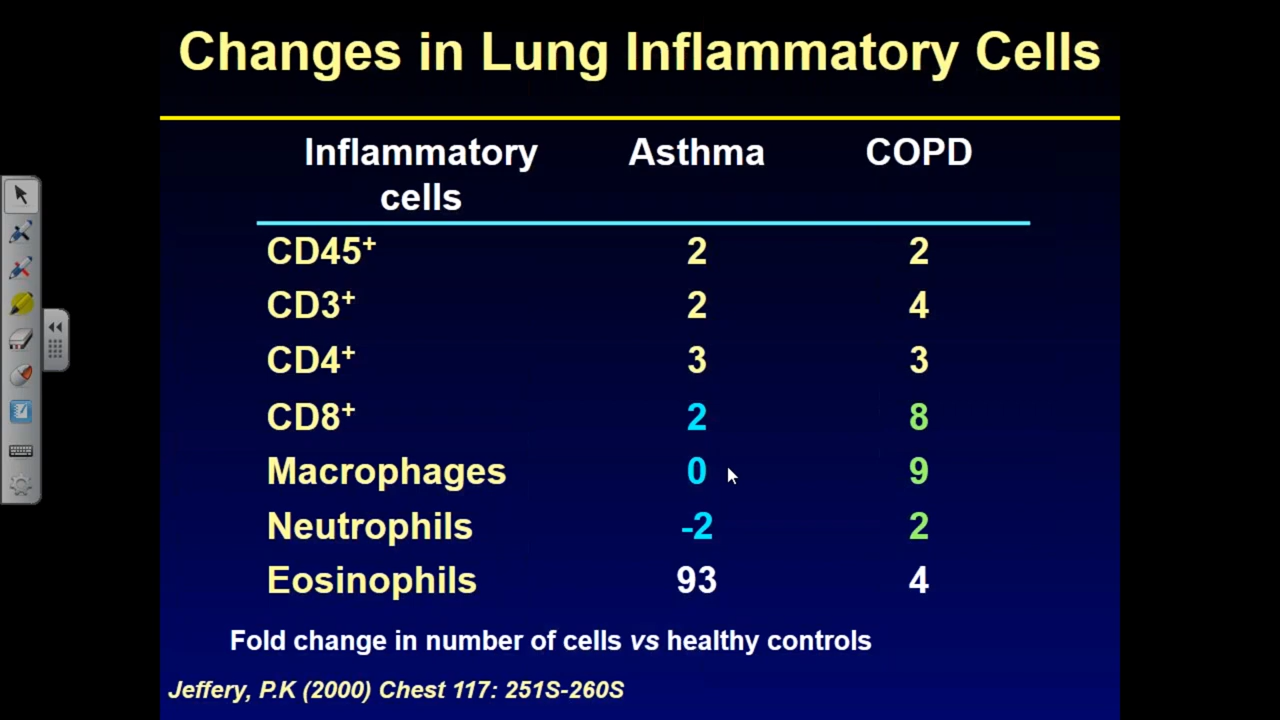 Changes in Lung Inflammatory Cells
Inflammatory Asthma COPD
cells
CD45+ 2 2
CD3+ 2 4
CD4+ 3 3
CD8+ 2 8
Macrophages 0 9
Neutrophils -2 2
Eosinophils 93 4
Fold change in number of cells vs healthy controls
Jeffery, P.K (2000) Chest 117: 251S-260S